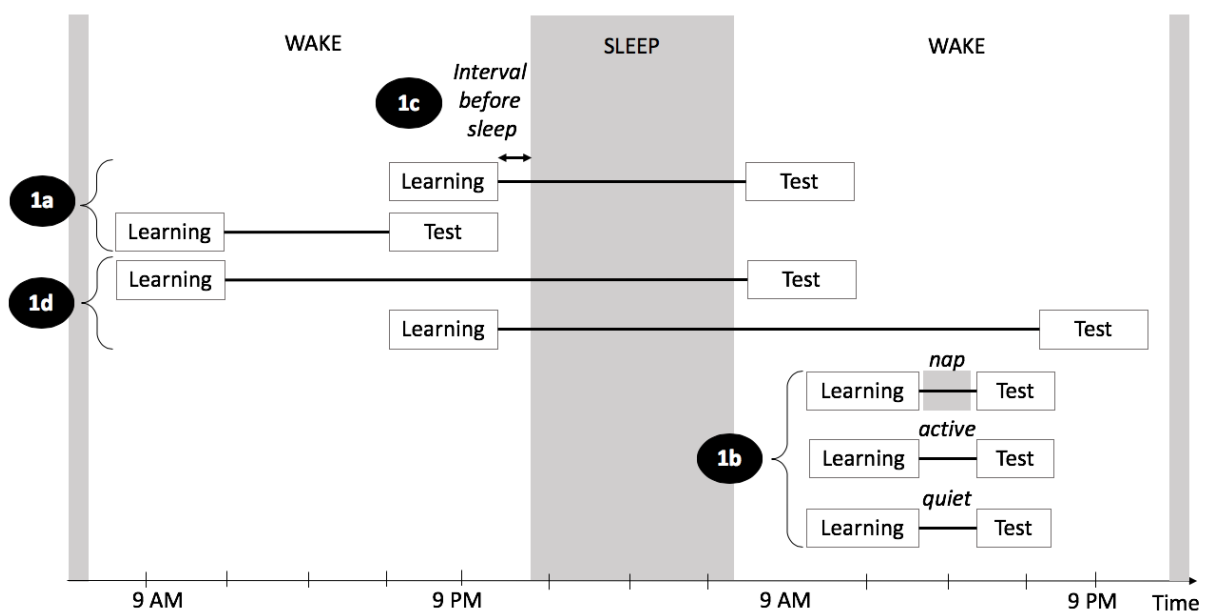 WAKE
SLEEP
WAKE
1c
Interval
before
sleep
Learning
Test
1a
Learning
Test
Learning
Test
1d
Learning
Test
nap
Learning
Test
active
1b
Learning
Test
quiet
Learning
Test
9 AM
9 PM
9 AM
9 PM
Time